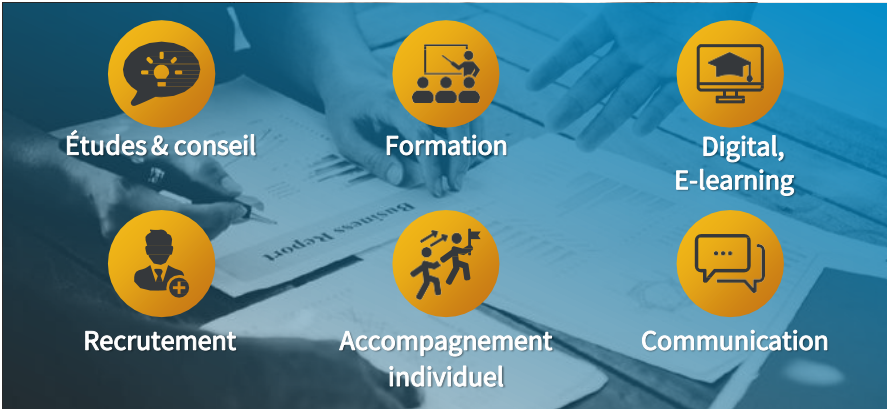 Études & conseil
Formation
Digital,
E-learning
Business Report
Recrutement
Accompagnement
individuel
Communication